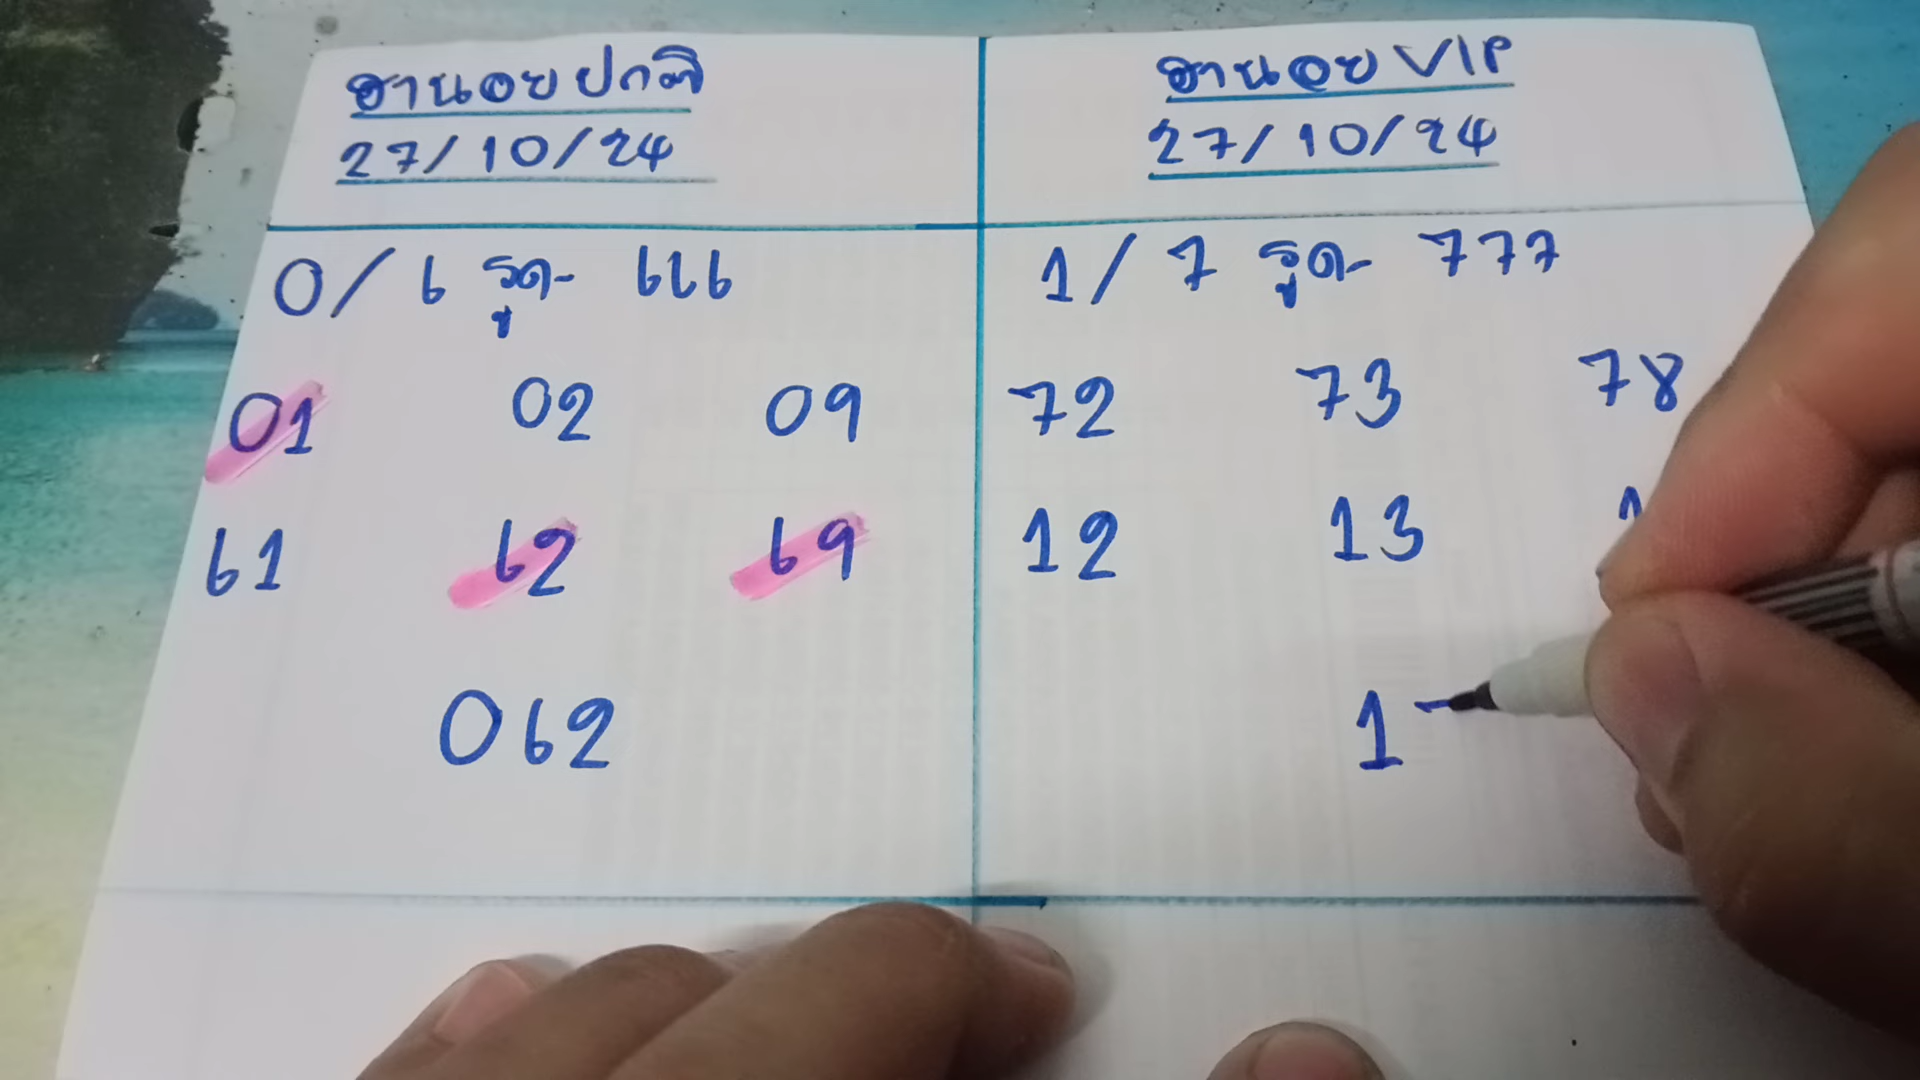 ฮานอยปกติ
27/10/24
0/6 รูด- 666
01 02 09
61 62 69
062
ฮานอย VIP
27/10/24
1/7 รูด- 777
72 73 78
12 13 1
1